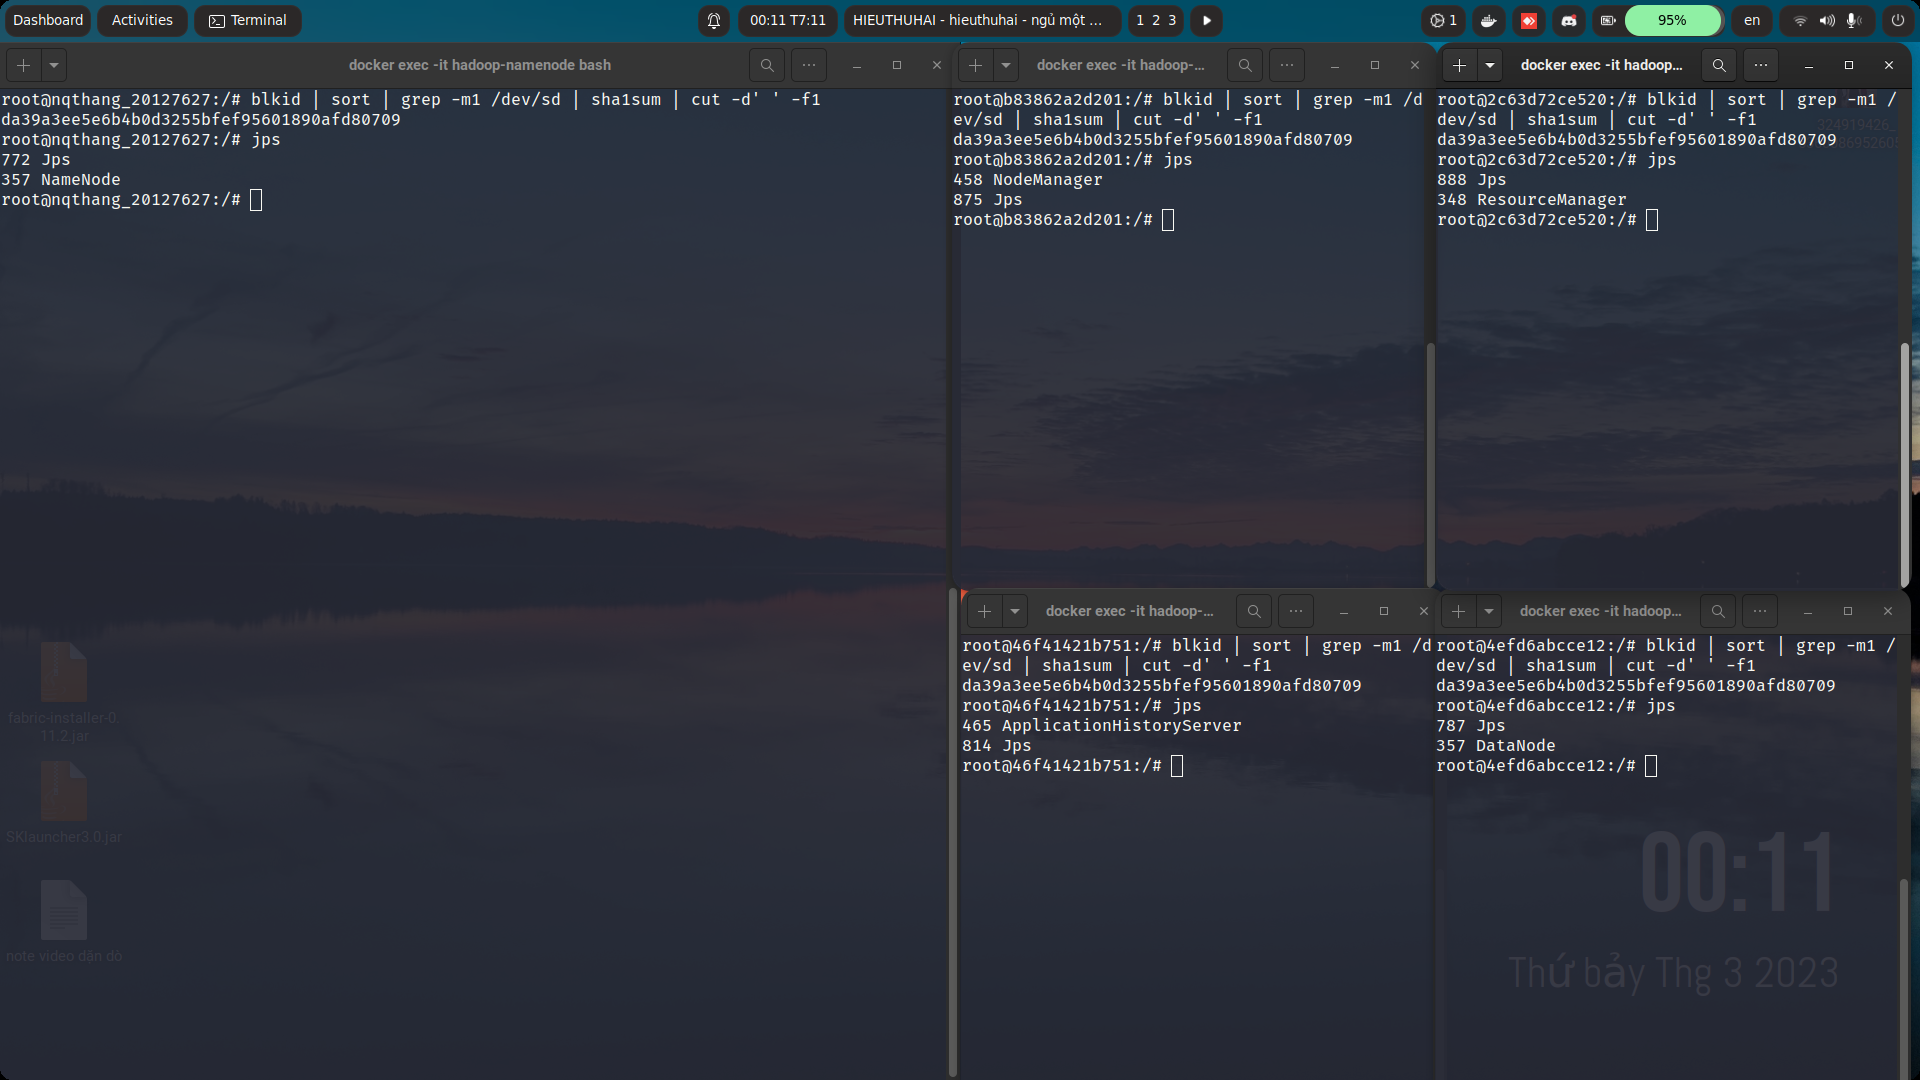 Dashboard
Activities
Terminal
00:11 T7:11
HIEUTHUHAI - hieuthuhai - ngủ một ...
1 2 3
1
95%
en
docker exec -it hadoop-namenode bash
root@nqthang_20127627:/# blkid | sort | grep -m1 /dev/sd | sha1sum | cut -d' ' -f1
da39a3ee5e6b4b0d3255bfef95601890afd80709
root@nqthang_20127627:/# jps
772 Jps
357 NameNode
root@nqthang_20127627:/#
docker exec -it hadoop-...
root@b83862a2d201:/# blkid | sort | grep -m1 /d
ev/sd | sha1sum | cut -d' ' -f1
da39a3ee5e6b4b0d3255bfef95601890afd80709
root@b83862a2d201:/# jps
458 NodeManager
875 Jps
root@b83862a2d201:/#
docker exec -it hadoop...
root@2c63d72ce520:/# blkid | sort | grep -m1 /
dev/sd | sha1sum | cut -d' ' -f1
da39a3ee5e6b4b0d3255bfef95601890afd80709
root@2c63d72ce520:/# jps
888 Jps
348 ResourceManager
root@2c63d72ce520:/#
docker exec -it hadoop-...
root@46f41421b751:/# blkid | sort | grep -m1 /d
ev/sd | sha1sum | cut -d' ' -f1
da39a3ee5e6b4b0d3255bfef95601890afd80709
root@46f41421b751:/# jps
465 ApplicationHistoryServer
814 Jps
root@46f41421b751:/#
docker exec -it hadoop...
root@4efd6abcce12:/# blkid | sort | grep -m1 /
dev/sd | sha1sum | cut -d' ' -f1
da39a3ee5e6b4b0d3255bfef95601890afd80709
root@4efd6abcce12:/# jps
787 Jps
357 DataNode
root@4efd6abcce12:/#
fabric-installer-0.
11.2.jar
SKlauncher3.0.jar
note video dặn dò
00:11
Thứ bảy Thg 3 2023